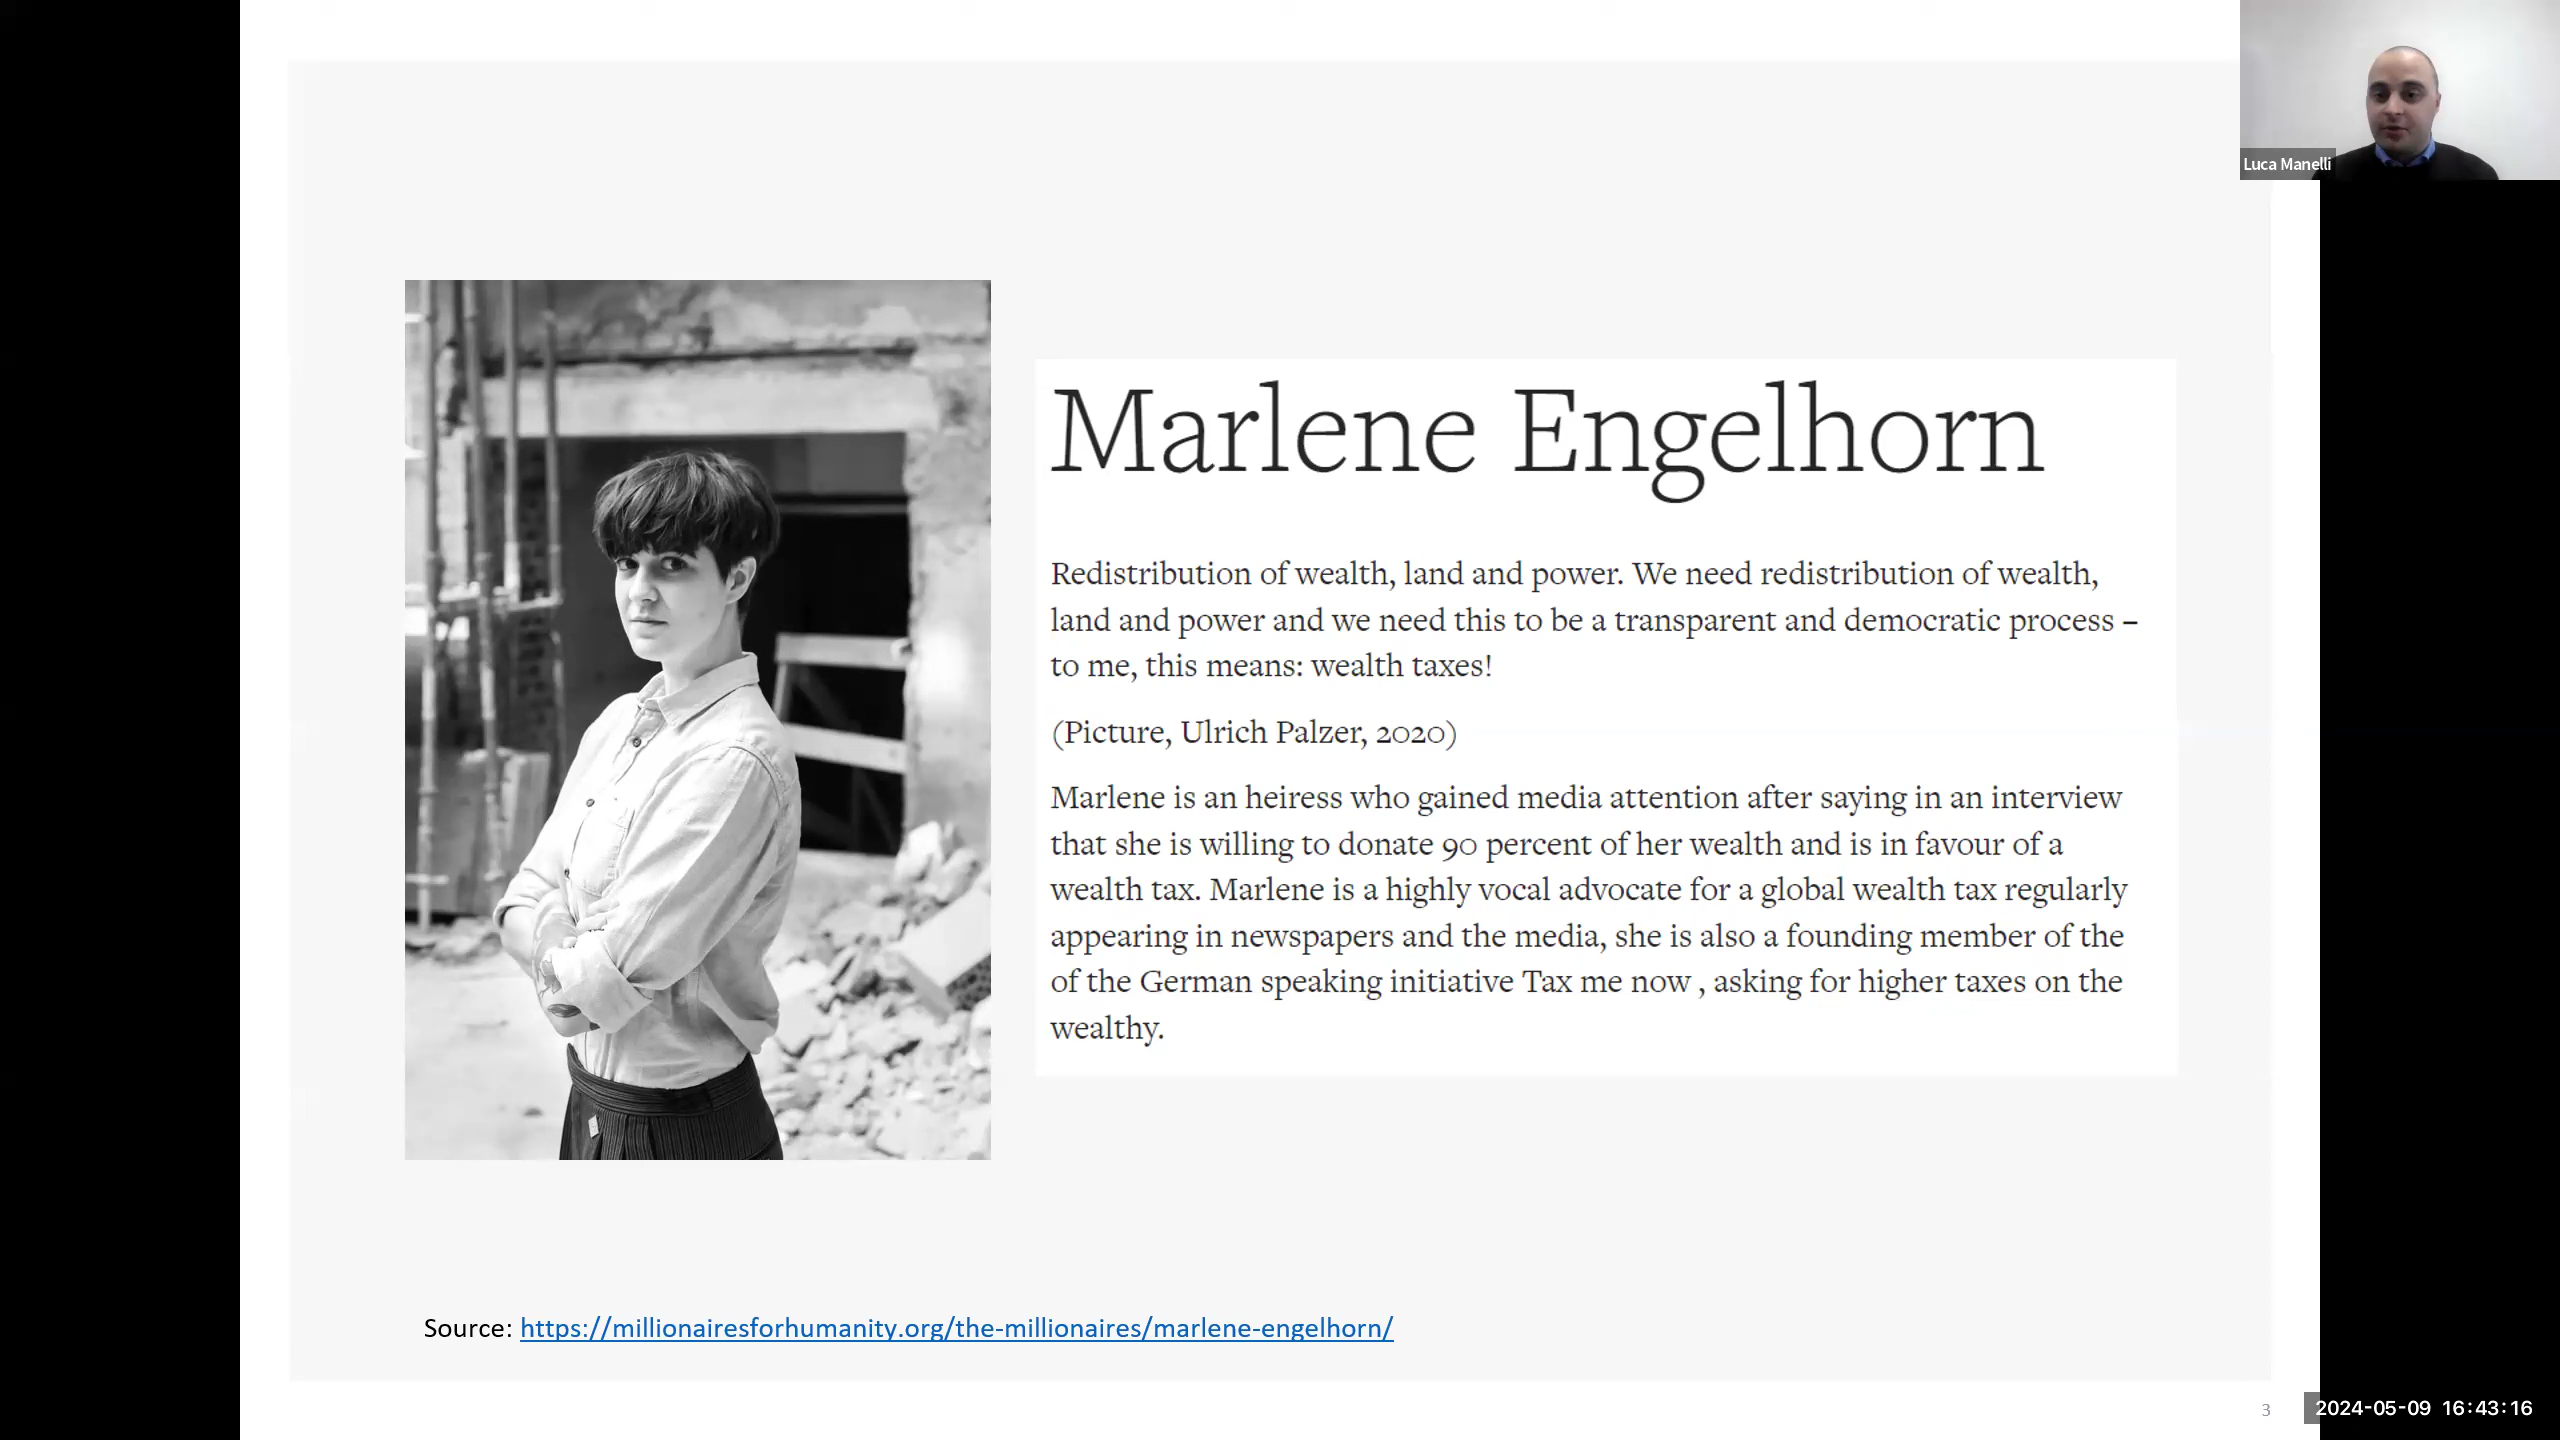 Luca Manelli
Marlene Engelhorn
Redistribution of wealth, land and power. We need redistribution of wealth,
land and power and we need this to be a transparent and democratic process –
to me, this means: wealth taxes!
(Picture, Ulrich Palzer, 2020)
Marlene is an heiress who gained media attention after saying in an interview
that she is willing to donate 90 percent of her wealth and is in favour of a
wealth tax. Marlene is a highly vocal advocate for a global wealth tax regularly
appearing in newspapers and the media, she is also a founding member of the
of the German speaking initiative Tax me now , asking for higher taxes on the
wealthy.
Source: https://millionairesforhumanity.org/the-millionaires/marlene-engelhorn/
3
2024-05-09 16:43:16